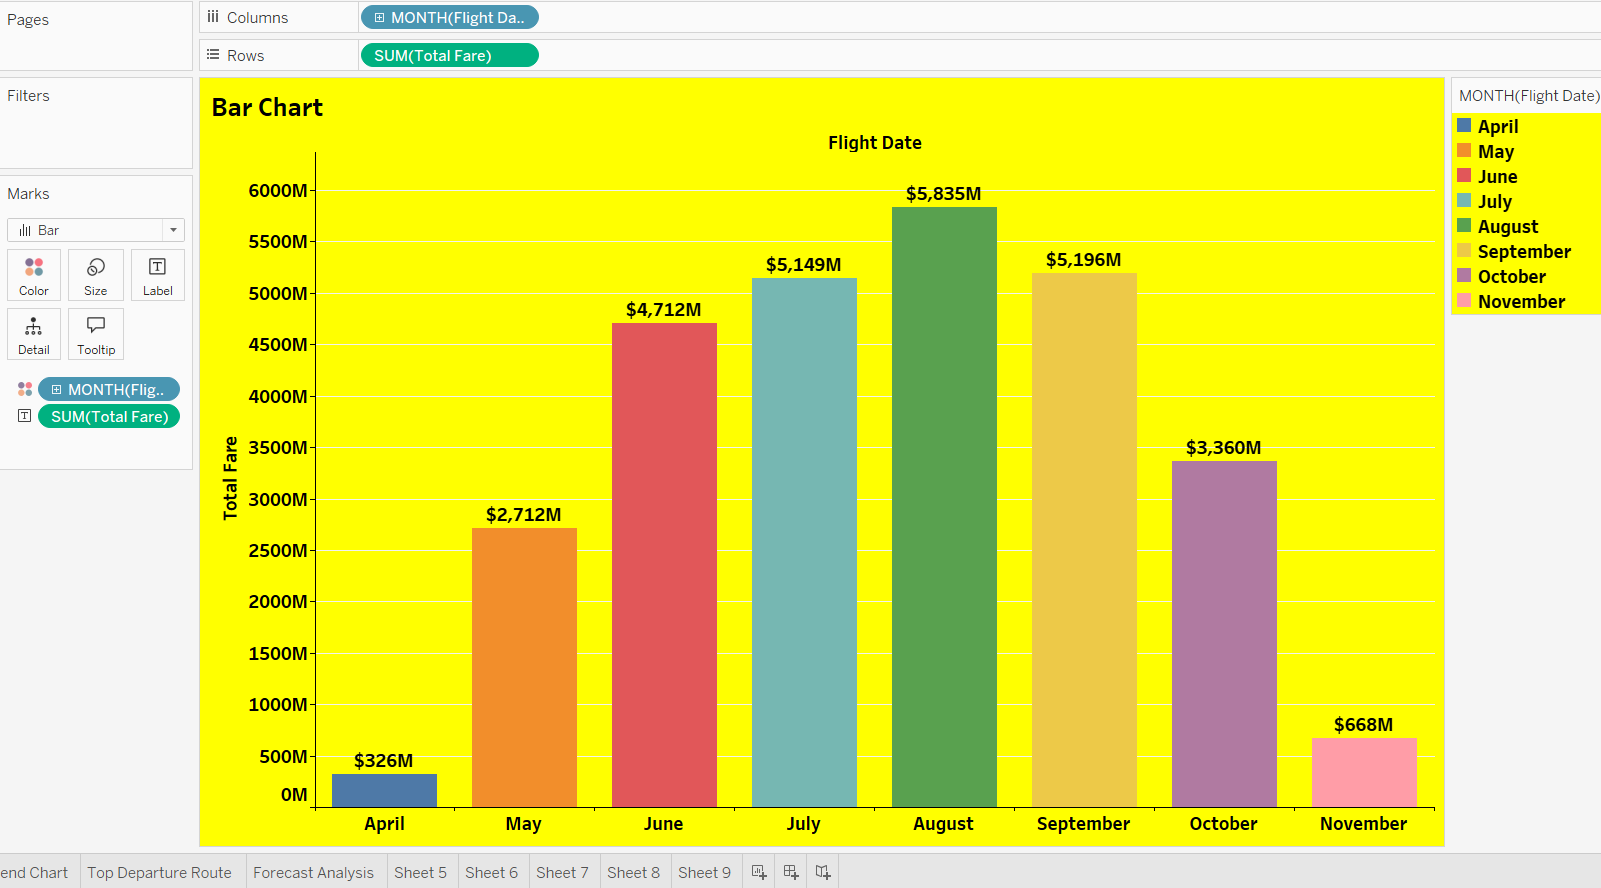 Pages
Columns
MONTH(Flight Da..
Rows
SUM(Total Fare)
Filters
Marks
Bar
Color
Size
Label
Detail
Tooltip
MONTH(Flig..
SUM(Total Fare)
Bar Chart
Flight Date
Total Fare
6000M
5500M
5000M
4500M
4000M
3500M
3000M
2500M
2000M
1500M
1000M
500M
0M
$326M
$2,712M
$4,712M
$5,149M
$5,835M
$5,196M
$3,360M
$668M
April
May
June
July
August
September
October
November
MONTH(Flight Date)
April
May
June
July
August
September
October
November
end Chart
Top Departure Route
Forecast Analysis
Sheet 5
Sheet 6
Sheet 7
Sheet 8
Sheet 9